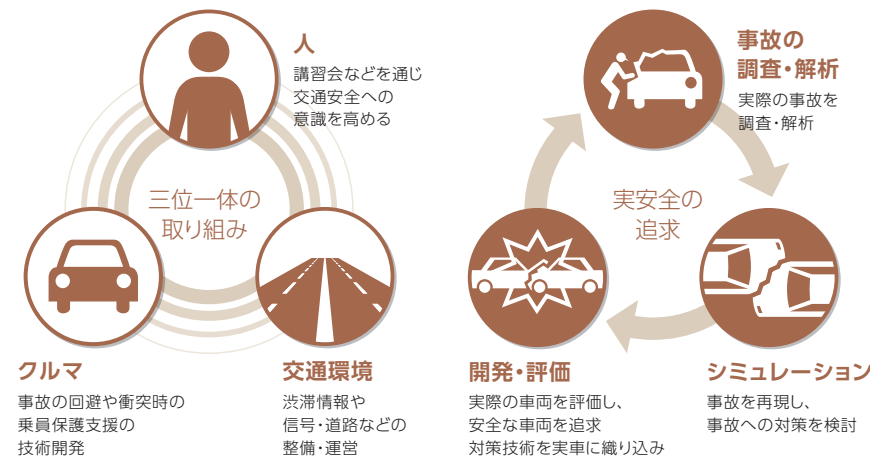 人
講習会などを通じ
交通安全への
意識を高める
三位一体の
取り組み
クルマ
事故の回避や衝突時の
乗員保護支援の
技術開発
交通環境
渋滞情報や
信号・道路などの
整備・運営
事故の
調査・解析
実際の事故を
調査・解析
実安全の
追求
開発・評価
実際の車両を評価し、
安全な車両を追求
対策技術を実車に織り込み
シミュレーション
事故を再現し、
事故への対策を検討